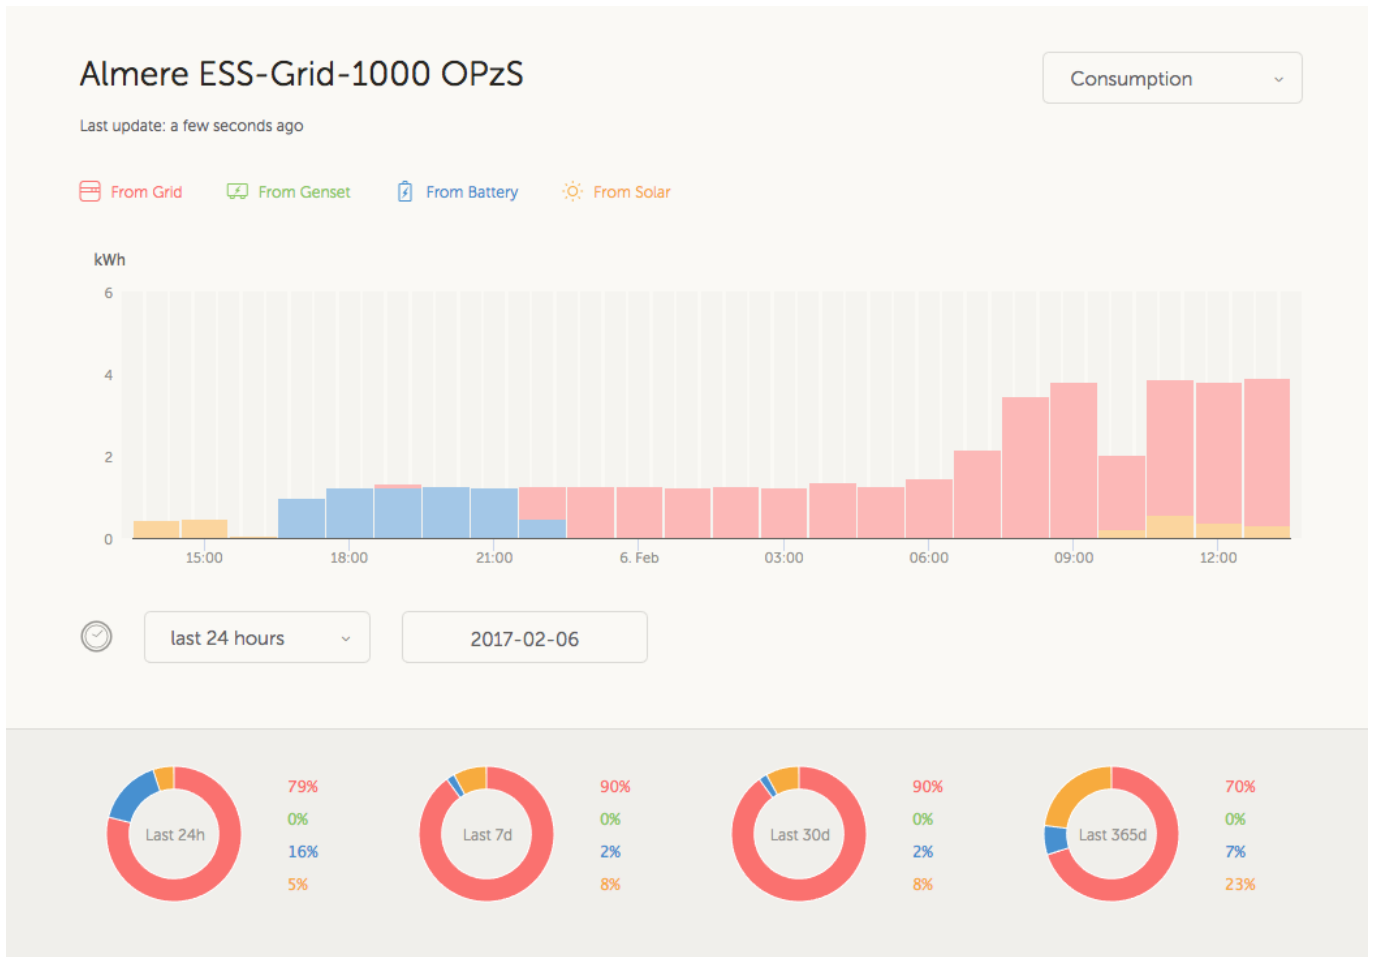 Almere ESS-Grid-1000 OPzS
Consumption
Last update: a few seconds ago
From Grid From Genset From Battery From Solar
kWh
6
4
2
0
15:00 18:00 21:00 6. Feb 03:00 06:00 09:00 12:00
last 24 hours 2017-02-06
Last 24h
79%
0%
16%
5%
Last 7d
90%
0%
2%
8%
Last 30d
90%
0%
2%
8%
Last 365d
70%
0%
7%
23%